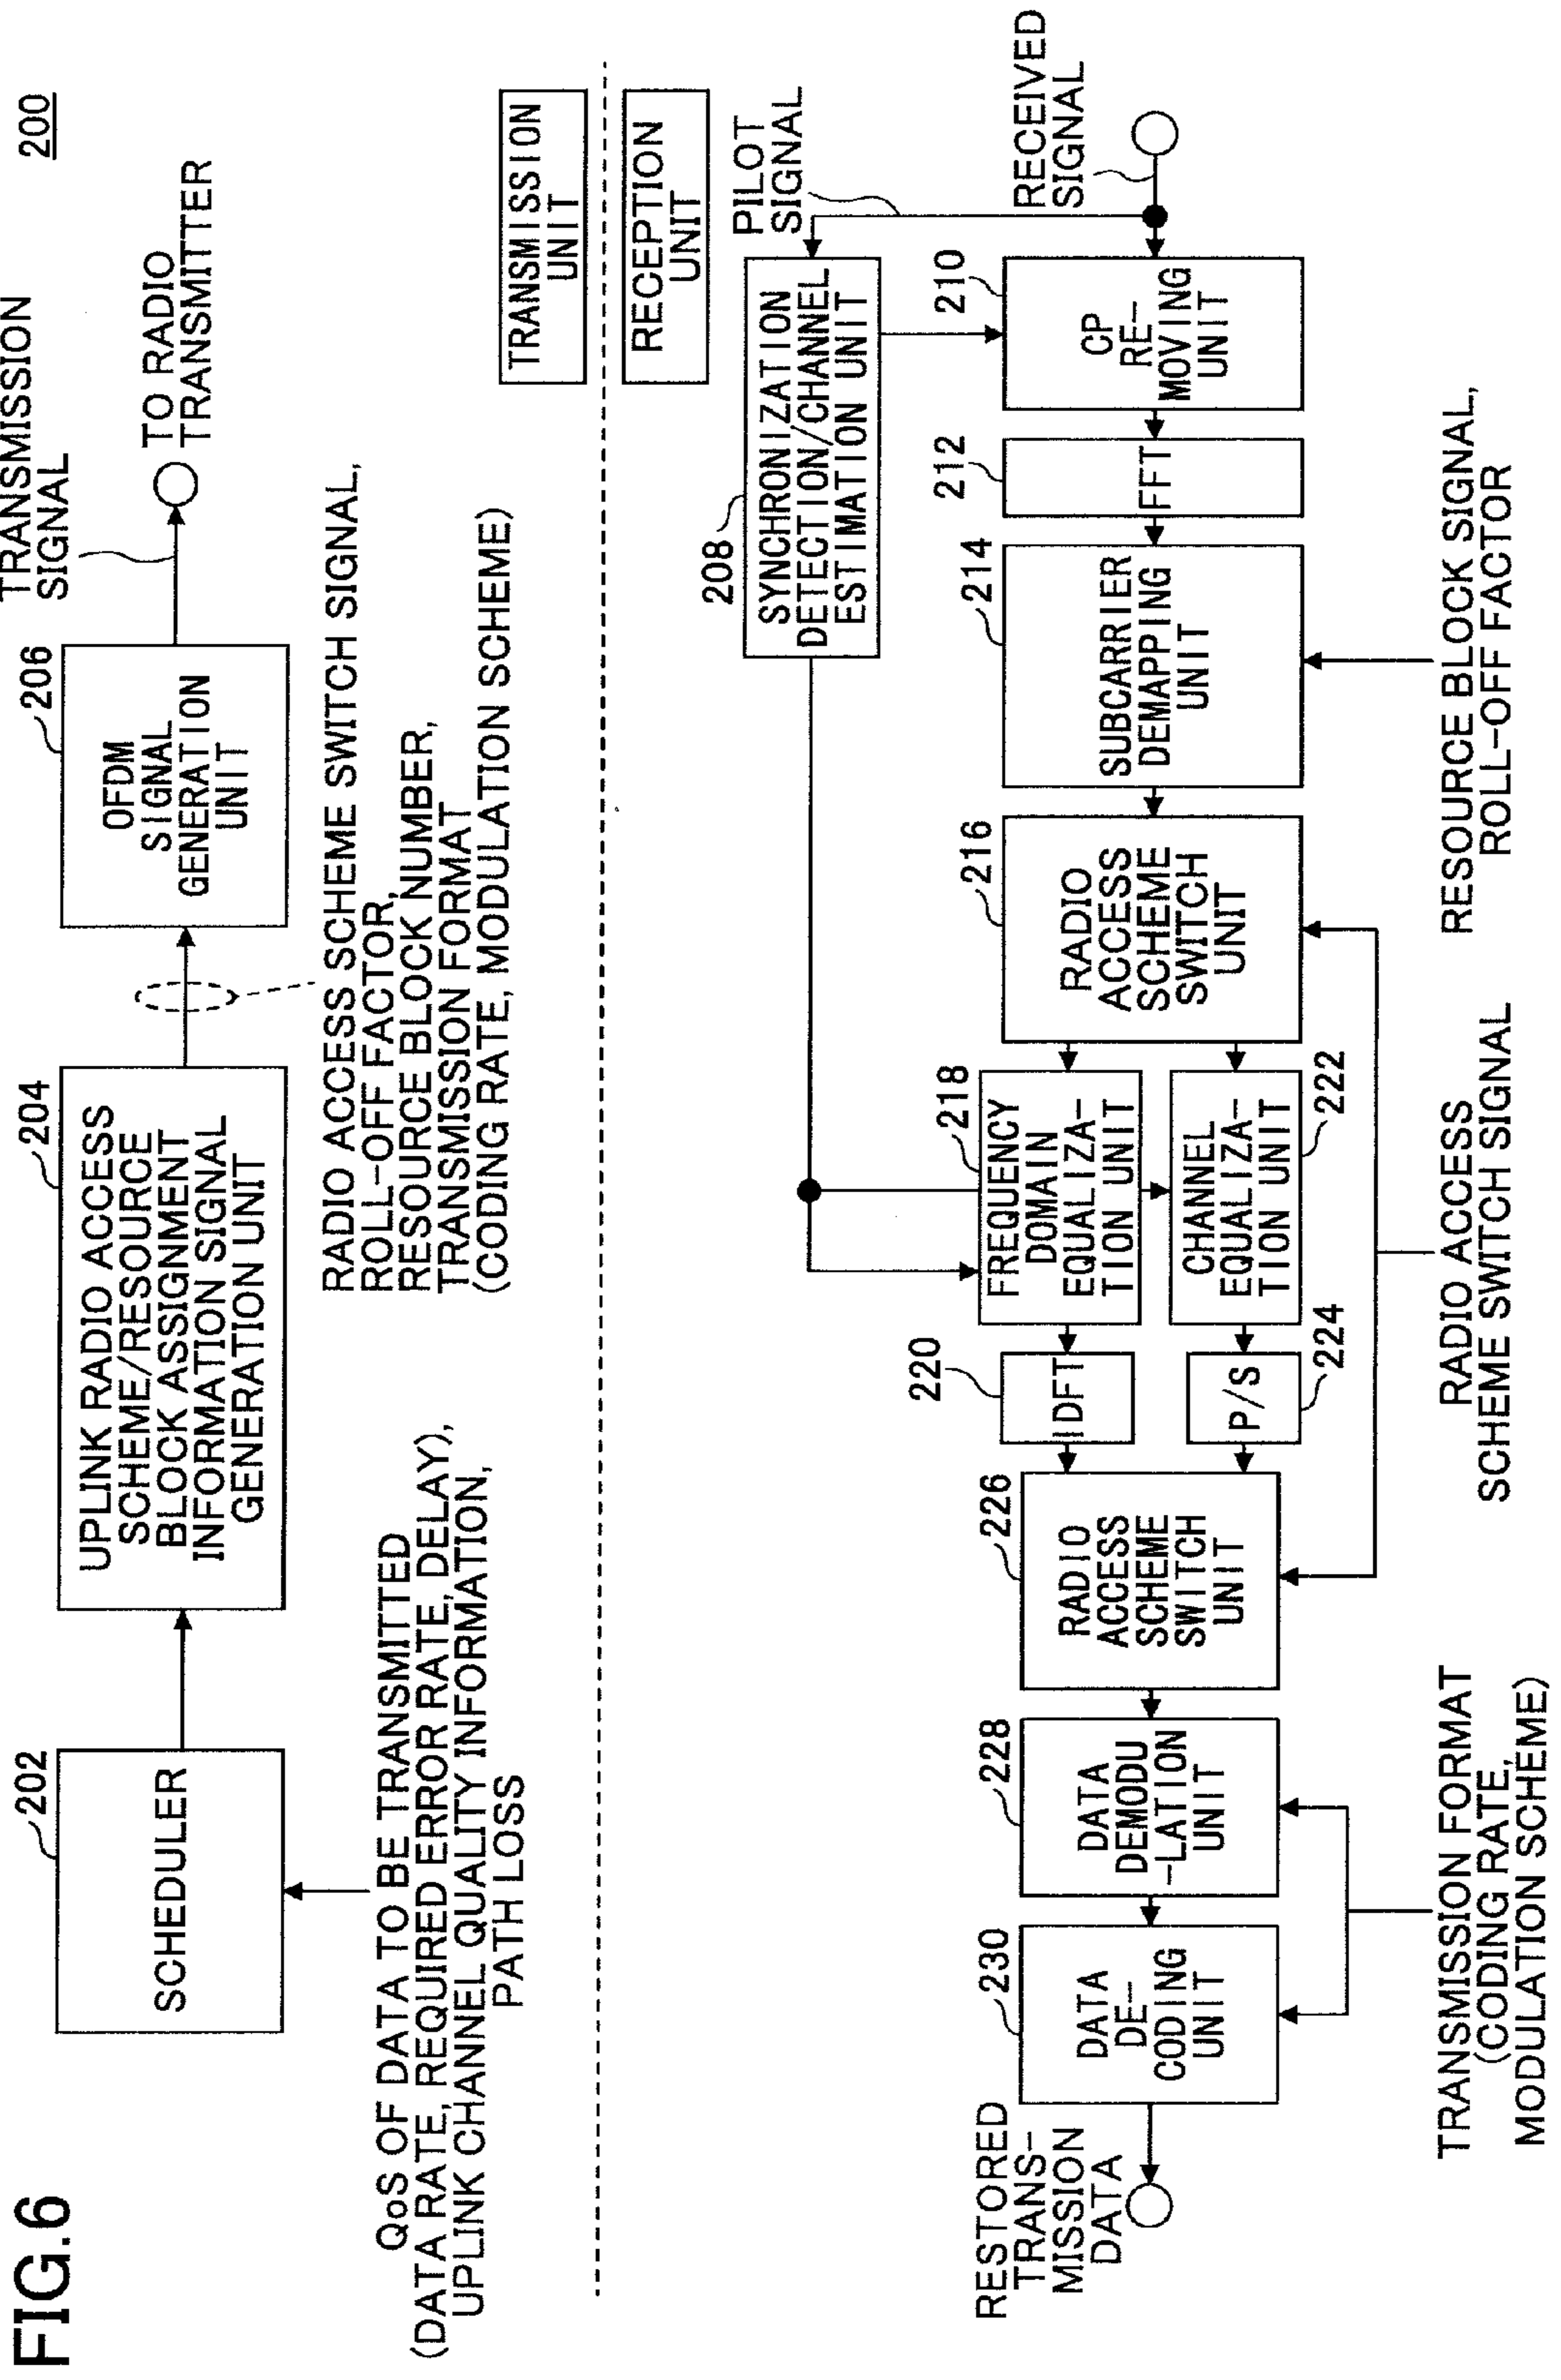 FIG.6
200
202
SCHEDULER
QoS OF DATA TO BE TRANSMITTED
(DATA RATE, REQUIRED ERROR RATE, DELAY),
UPLINK CHANNEL QUALITY INFORMATION,
PATH LOSS
204
UPLINK RADIO ACCESS
SCHEME/RESOURCE
BLOCK ASSIGNMENT
INFORMATION SIGNAL
GENERATION UNIT
RADIO ACCESS SCHEME SWITCH SIGNAL,
ROLL-OFF FACTOR,
RESOURCE BLOCK NUMBER,
TRANSMISSION FORMAT
(CODING RATE, MODULATION SCHEME)
206
OFDM
SIGNAL
GENERATION
UNIT
TRANSMISSION
SIGNAL
TO RADIO
TRANSMITTER
TRANSMISSION
UNIT
RECEPTION
UNIT
PILOT
SIGNAL
RECEIVED
SIGNAL
208
SYNCHRONIZATION
DETECTION/CHANNEL
ESTIMATION UNIT
210
CP
RE-
MOVING
UNIT
212
FFT
214
SUBCARRIER
DEMAPPING
UNIT
RESOURCE BLOCK SIGNAL,
ROLL-OFF FACTOR
216
RADIO
ACCESS
SCHEME
SWITCH
UNIT
218
FREQUENCY
DOMAIN
EQUALIZA-
TION UNIT
222
CHANNEL
EQUALIZA-
TION UNIT
220
IDFT
224
P/S
RADIO ACCESS
SCHEME SWITCH SIGNAL
226
RADIO
ACCESS
SCHEME
SWITCH
UNIT
228
DATA
DEMODU
-LATION
UNIT
230
DATA
DE-
CODING
UNIT
TRANSMISSION FORMAT
(CODING RATE,
MODULATION SCHEME)
RESTORED
TRANS-
MISSION
DATA